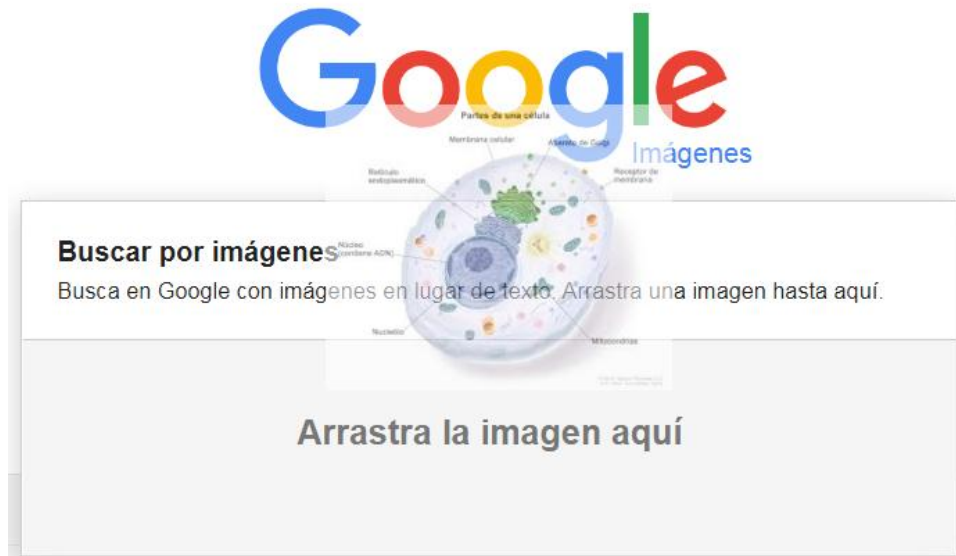 Google
Imágenes
Partes de una célula
Membrana celular
Aparato de Golgi
Retículo
endoplasmático
Receptor de
membrana
Buscar por imágenes
Núcleo
(contiene ADN)
Busca en Google con imágenes en lugar de texto. Arrastra una imagen hasta aquí.
Nucleolo
Mitocondrias
Arrastra la imagen aquí